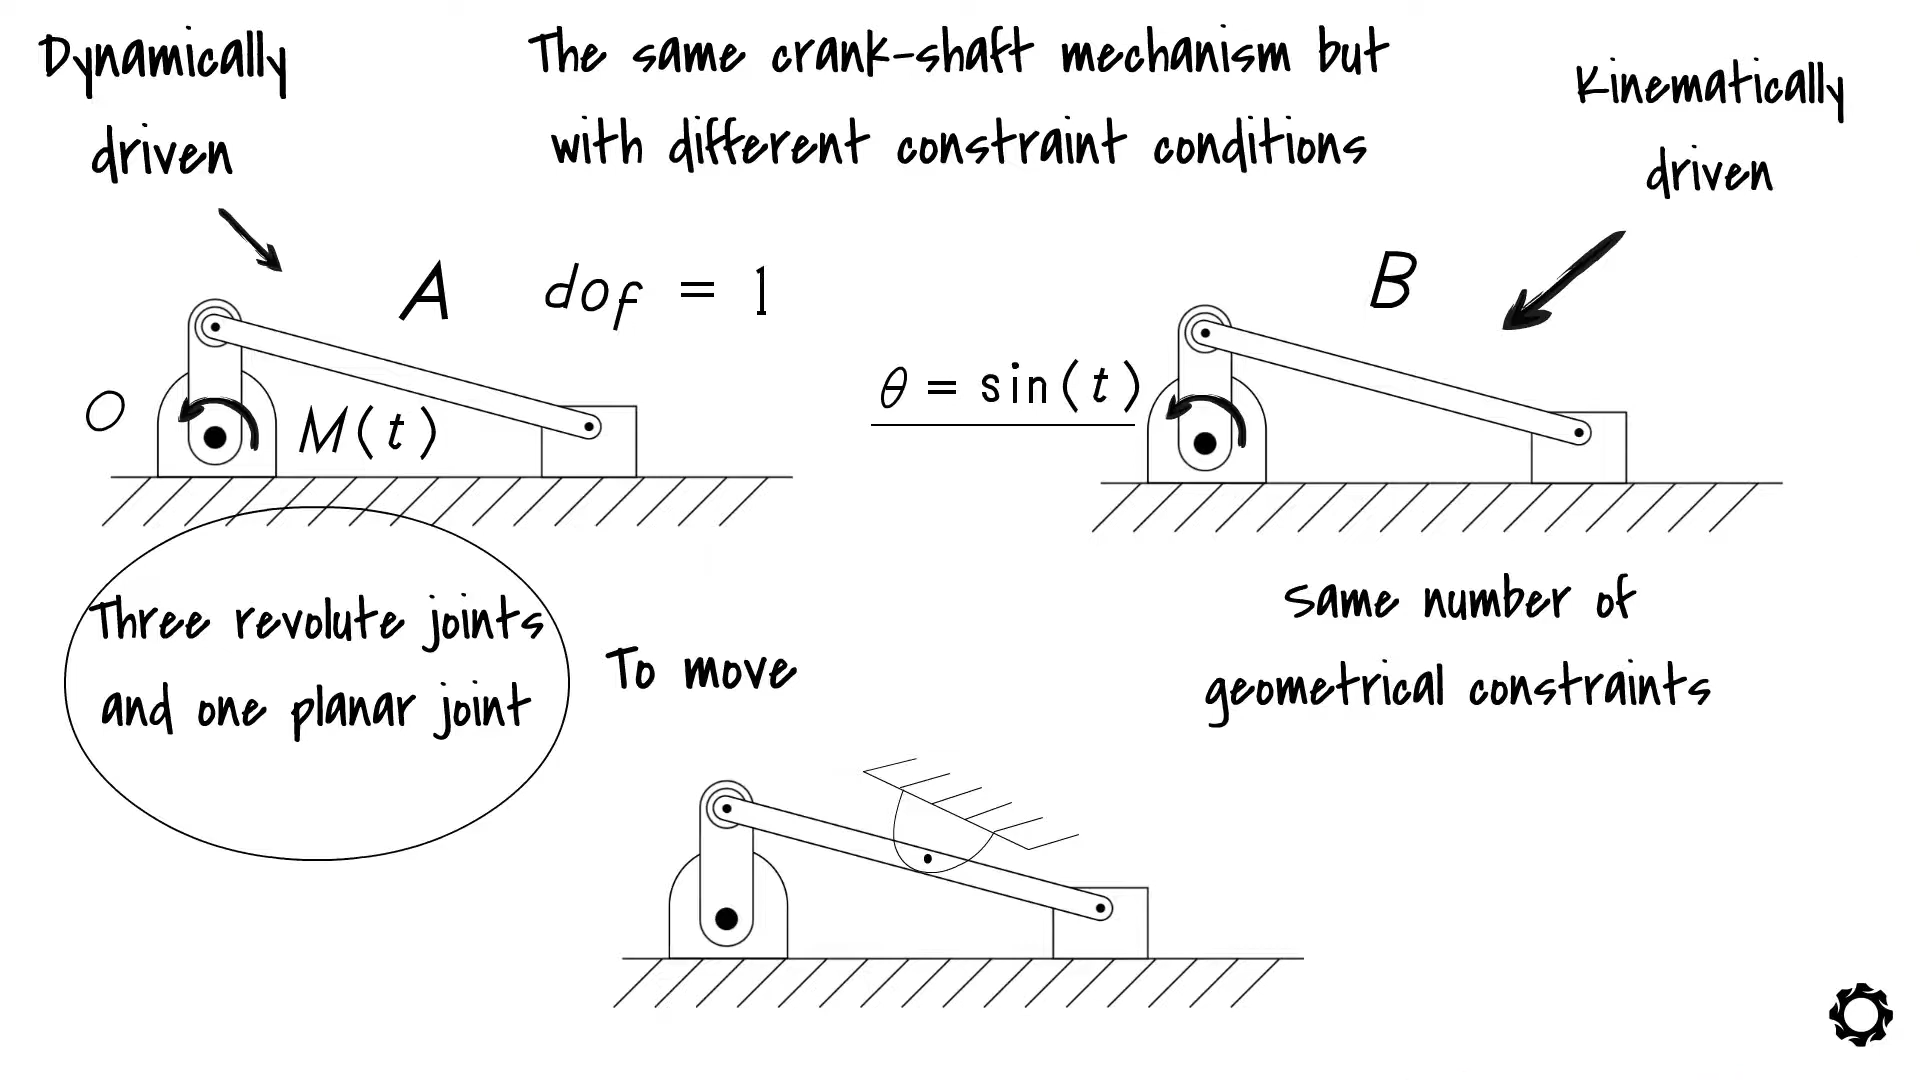 Dynamically
driven
The same crank-shaft mechanism but
with different constraint conditions
Kinematically
driven
A
dof = 1
B
θ = sin(t)
O
M(t)
Three revolute joints
and one planar joint
To move
Same number of
geometrical constraints